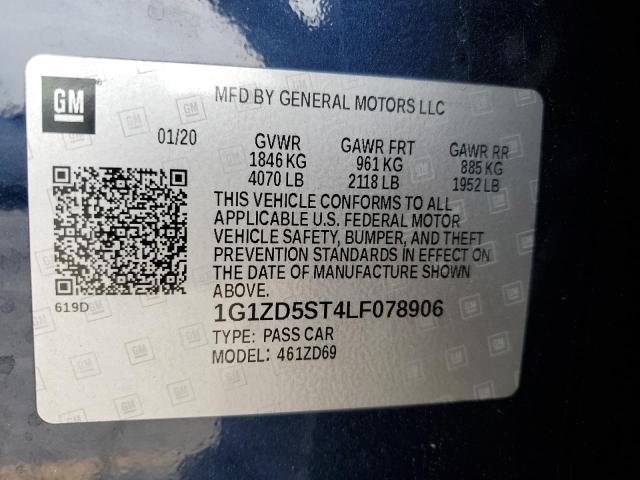 GM
MFD BY GENERAL MOTORS LLC
01/20
GVWR
1846 KG
4070 LB
GAWR FRT
961 KG
2118 LB
GAWR RR
885 KG
1952 LB
THIS VEHICLE CONFORMS TO ALL
APPLICABLE U.S. FEDERAL MOTOR
VEHICLE SAFETY, BUMPER, AND THEFT
PREVENTION STANDARDS IN EFFECT ON
THE DATE OF MANUFACTURE SHOWN
ABOVE.
619D
1G1ZD5ST4LF078906
TYPE: PASS CAR
MODEL: 461ZD69